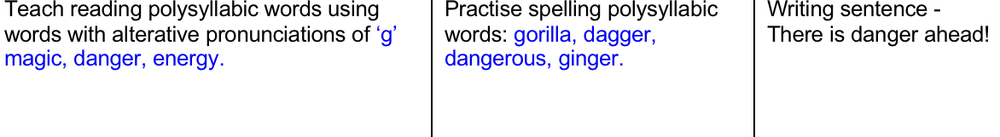 Teach reading polysyllabic words using
words with alterative pronunciations of ‘g’
magic, danger, energy.
Practise spelling polysyllabic
words: gorilla, dagger,
dangerous, ginger.
Writing sentence -
There is danger ahead!